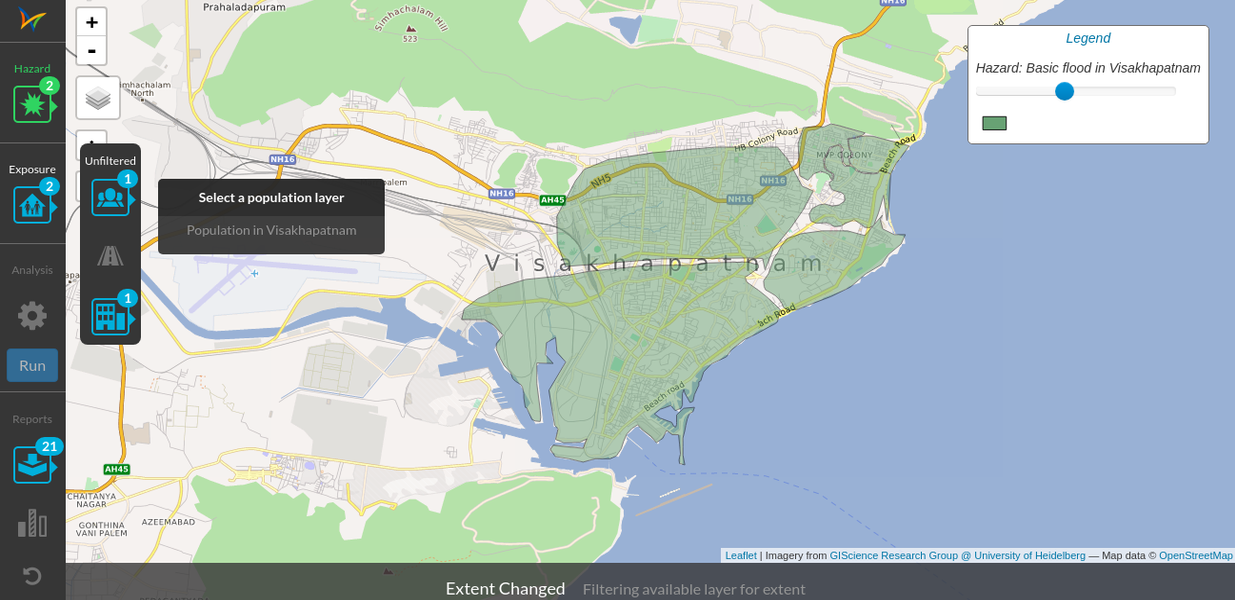 Prahaladapuram
Simhachalam Hill
523
NH16
+
-
Legend
Hazard: Basic flood in Visakhapatnam
Hazard
2
imhachalam
North
HB Colony Road
MVP COLONY
Beach Road
NH16
Unfiltered
1
Exposure
2
Select a population layer
Population in Visakhapatnam
NH5
NH16
NH16
AH45
Visakhapatnam
Analysis
1
Run
ach Road
Beach road
Reports
21
AH45
CHAITANYA
NAGAR
GONTHINA
VANI PALEM
AZEEMABAD
Leaflet | Imagery from GIScience Research Group @ University of Heidelberg — Map data © OpenStreetMap
Extent Changed Filtering available layer for extent